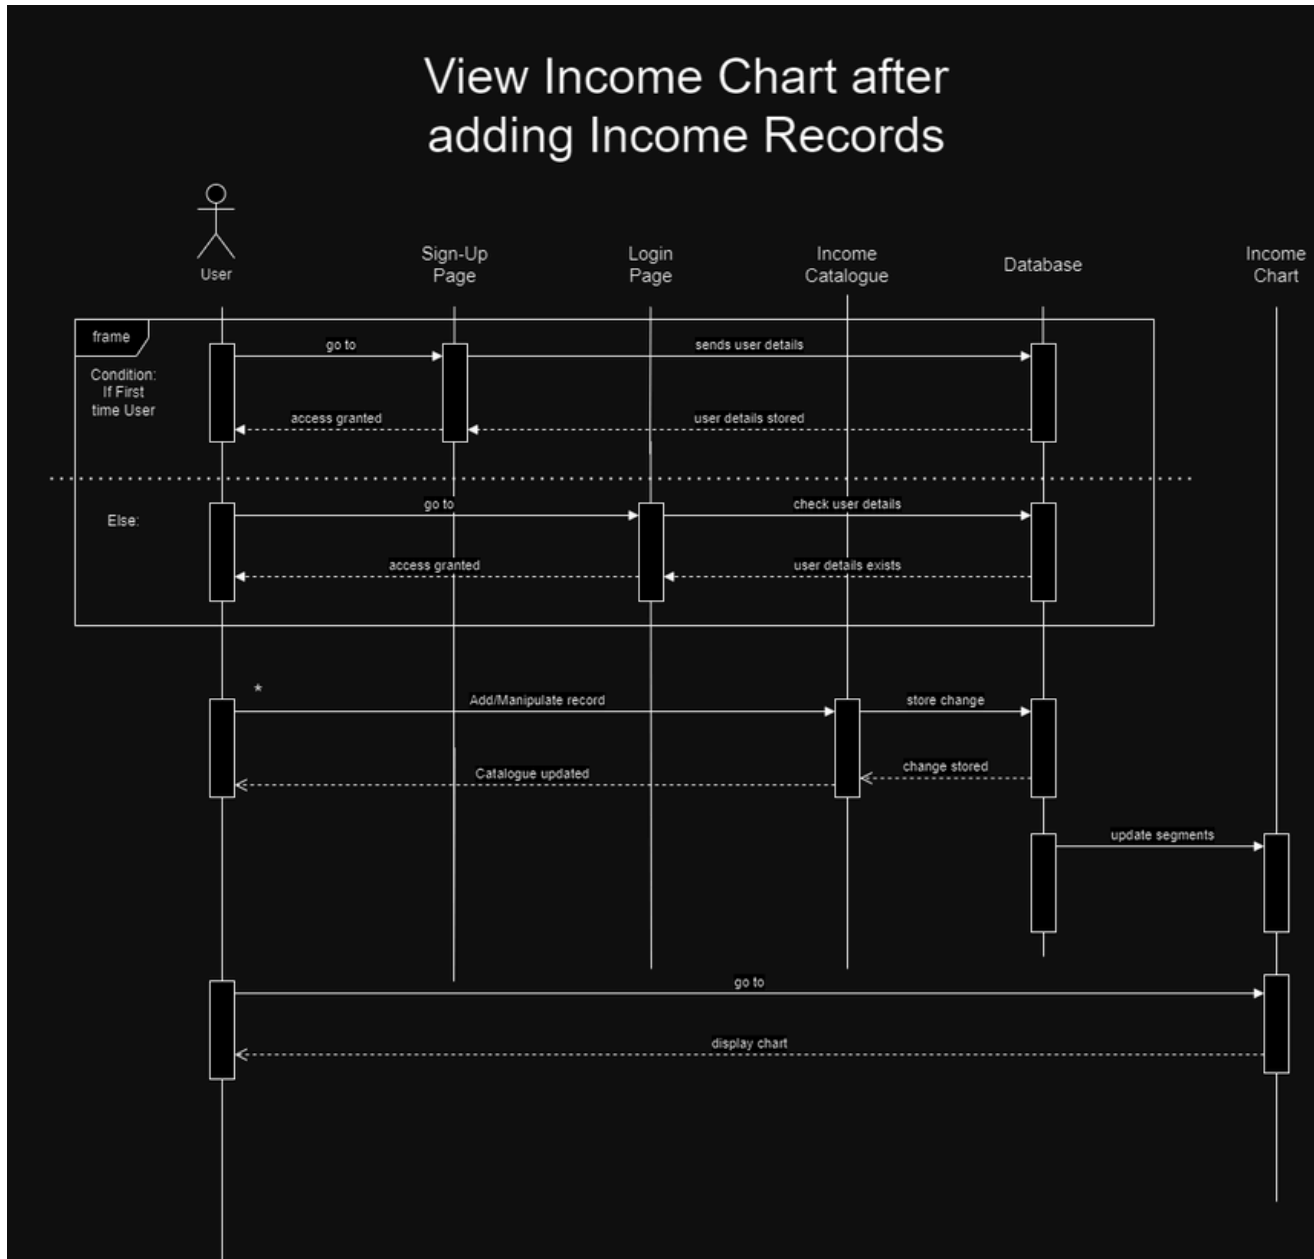 View Income Chart after
adding Income Records
User
Sign-Up
Page
Login
Page
Income
Catalogue
Database
Income
Chart
frame
Condition:
If First
time User
go to
sends user details
access granted
user details stored
Else:
go to
check user details
access granted
user details exists
*
Add/Manipulate record
store change
Catalogue updated
change stored
update segments
go to
display chart